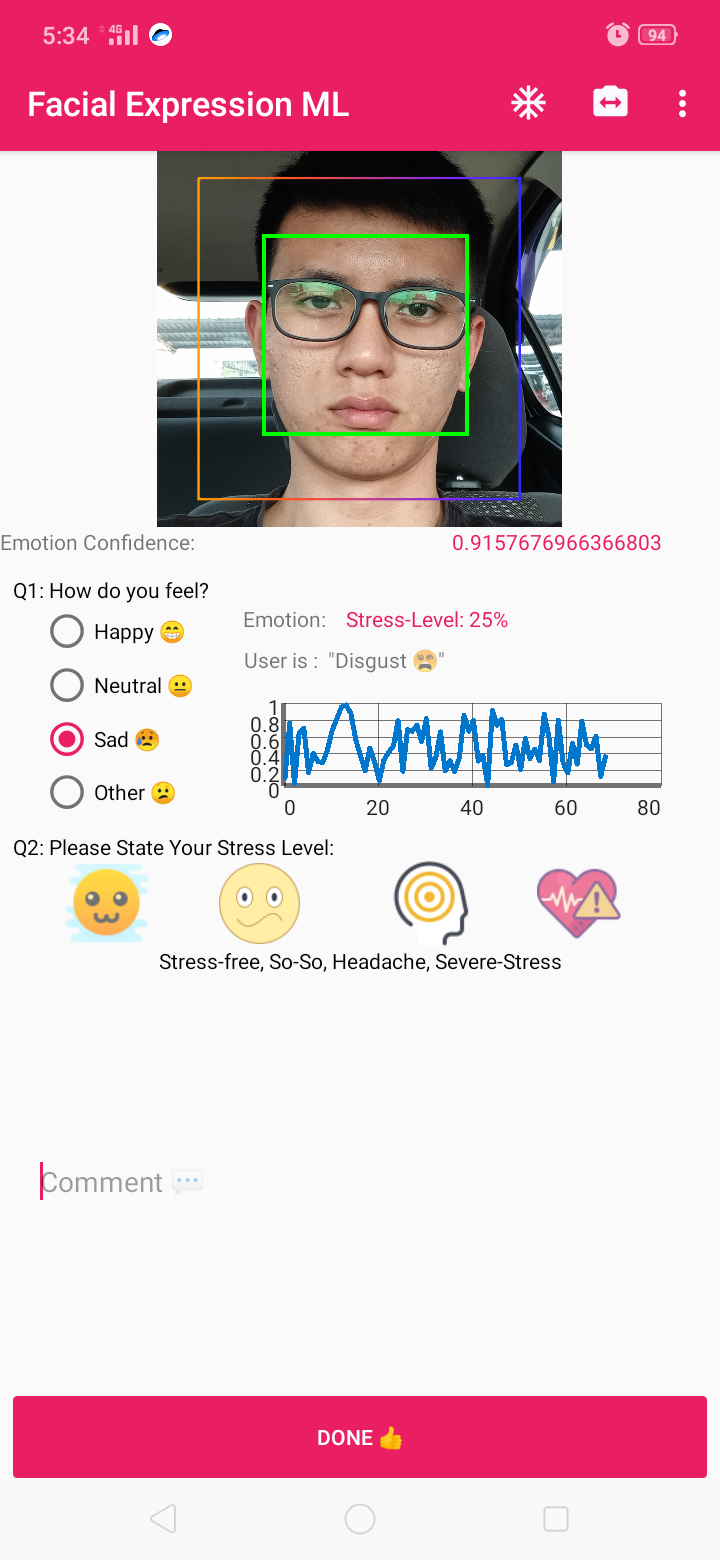 5:34 4G 94
Facial Expression ML
Emotion Confidence: 0.9157676966366803
Q1: How do you feel?
Happy 😁
Emotion: Stress-Level: 25%
User is : "Disgust 😫"
Neutral 😐
Sad 😥
Other 😕
1
0.8
0.6
0.4
0.2
0
0 20 40 60 80
Q2: Please State Your Stress Level:
Stress-free, So-So, Headache, Severe-Stress
Comment 💬
DONE 👍